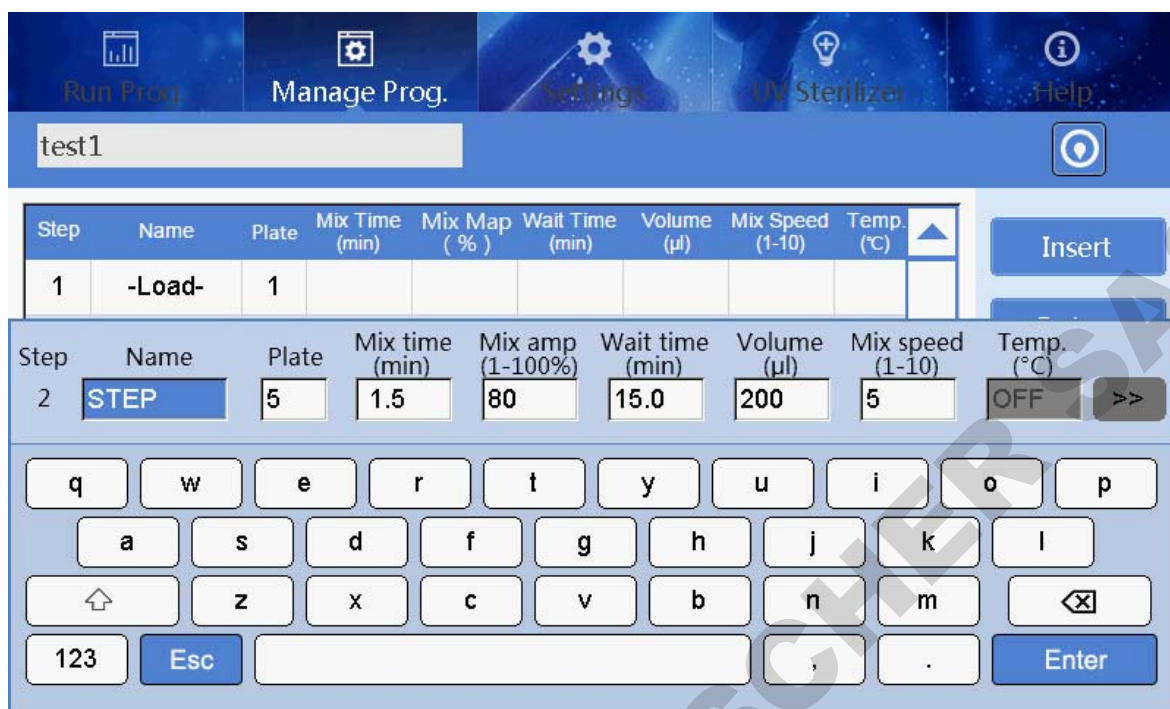 Run Prog.
Manage Prog.
Settings
UV Sterilizer
Help
test1
Step Name Plate Mix Time (min) Mix Map ( % ) Wait Time (min) Volume (µl) Mix Speed (1-10) Temp. (℃)
Insert
1 -Load- 1
Step Name Plate Mix time (min) Mix amp (1-100%) Wait time (min) Volume (µl) Mix speed (1-10) Temp. (°C)
2 STEP 5 1.5 80 15.0 200 5 OFF >>
q w e r t y u i o p
a s d f g h j k l
z x c v b n m
123 Esc , . Enter
SCHER SA